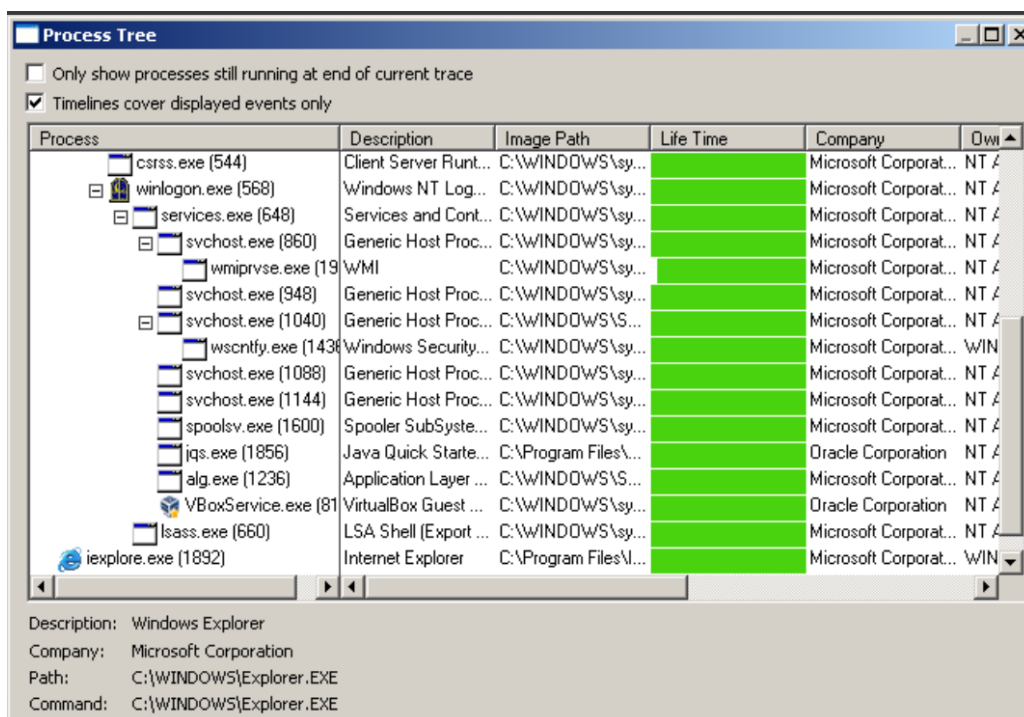 Process Tree
Only show processes still running at end of current trace
Timelines cover displayed events only
Process Description Image Path Life Time Company Ow
csrss.exe (544) Client Server Runt... C:\WINDOWS\sy... Microsoft Corporat... NT A
winlogon.exe (568) Windows NT Log... C:\WINDOWS\sy... Microsoft Corporat... NT A
services.exe (648) Services and Cont... C:\WINDOWS\sy... Microsoft Corporat... NT A
svchost.exe (860) Generic Host Proc... C:\WINDOWS\sy... Microsoft Corporat... NT A
wmiprvse.exe (19 WMI C:\WINDOWS\sy... Microsoft Corporat... NT A
svchost.exe (948) Generic Host Proc... C:\WINDOWS\sy... Microsoft Corporat... NT A
svchost.exe (1040) Generic Host Proc... C:\WINDOWS\S... Microsoft Corporat... NT A
wscntfy.exe (1436 Windows Security... C:\WINDOWS\sy... Microsoft Corporat... WIN
svchost.exe (1088) Generic Host Proc... C:\WINDOWS\sy... Microsoft Corporat... NT A
svchost.exe (1144) Generic Host Proc... C:\WINDOWS\sy... Microsoft Corporat... NT A
spoolsv.exe (1600) Spooler SubSyste... C:\WINDOWS\sy... Microsoft Corporat... NT A
jqs.exe (1856) Java Quick Starte... C:\Program Files\... Oracle Corporation NT A
alg.exe (1236) Application Layer ... C:\WINDOWS\S... Microsoft Corporat... NT A
VBoxService.exe (81 VirtualBox Guest ... C:\WINDOWS\sy... Oracle Corporation NT A
lsass.exe (660) LSA Shell (Export ... C:\WINDOWS\sy... Microsoft Corporat... NT A
iexplore.exe (1892) Internet Explorer C:\Program Files\I... Microsoft Corporat... WIN
Description: Windows Explorer
Company: Microsoft Corporation
Path: C:\WINDOWS\Explorer.EXE
Command: C:\WINDOWS\Explorer.EXE